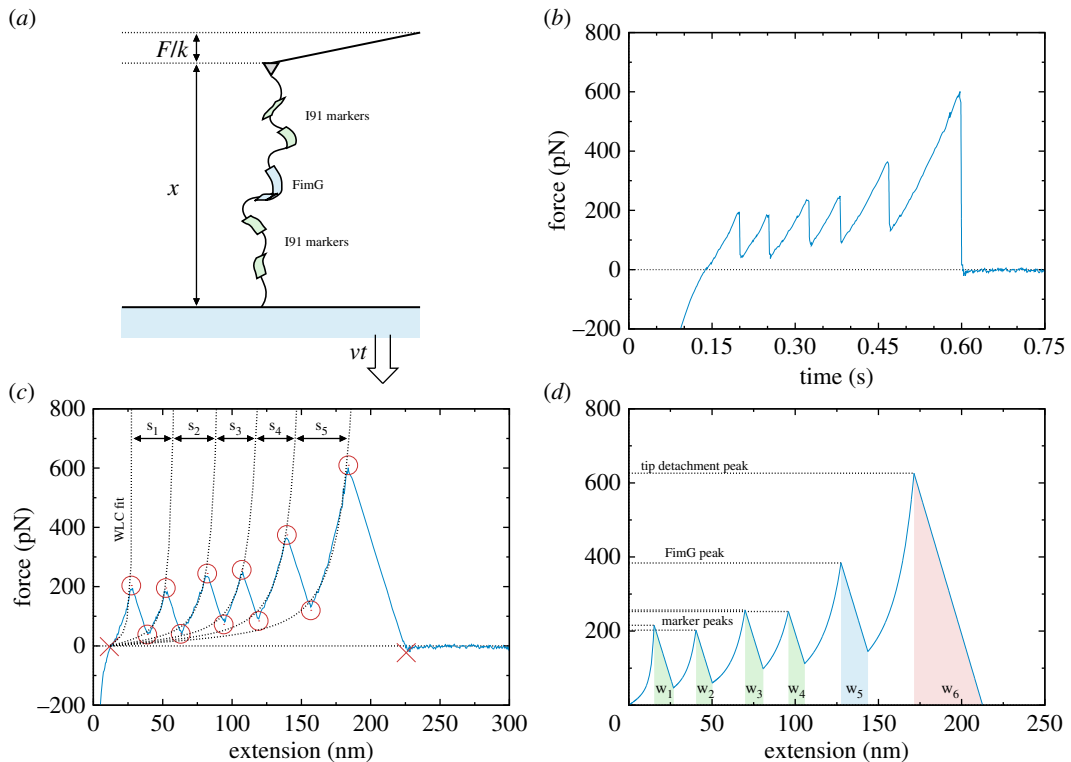 (a)
F/k
I91 markers
x
FimG
I91 markers
vt
(b)
800
600
400
200
0
–200
force (pN)
0 0.15 0.30 0.45 0.60 0.75
time (s)
(c)
800
600
400
200
0
–200
force (pN)
s1 s2 s3 s4 s5
WLC fit
0 50 100 150 200 250 300
extension (nm)
(d)
800
600
400
200
tip detachment peak
FimG peak
marker peaks
w1 w2 w3 w4 w5 w6
0 50 100 150 200 250
extension (nm)